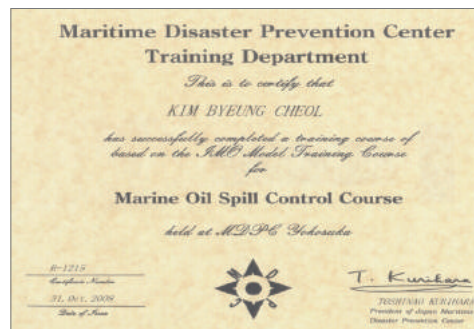 Maritime Disaster Prevention Center
Training Department
This is to certify that
KIM BYEUNG CHEOL
has successfully completed a training course of
based on the IMO Model Training Course
for
Marine Oil Spill Control Course
held at MDPC Yokosuka
R-1215
Certificate Number
31, Oct, 2008
Date of Issue
T. Kurihara
TOSHINAO KURIHARA
President of Japan Maritime
Disaster Prevention Center